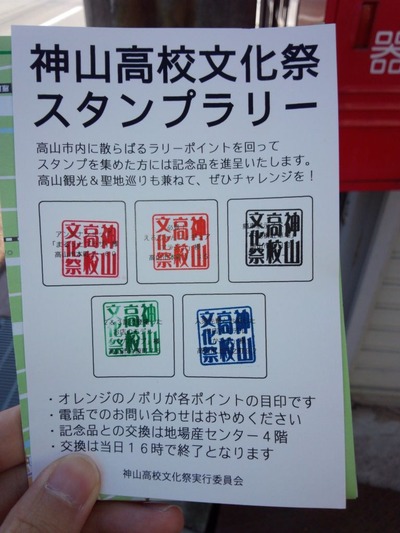 神山高校文化祭
スタンプラリー
高山市内に散らばるラリーポイントを回って
スタンプを集めた方には記念品を進呈いたします。
高山観光＆聖地巡りも兼ねて、ぜひチャレンジを！
神山高校文化祭
神山高校文化祭
神山高校文化祭
神山高校文化祭
神山高校文化祭
・オレンジのノボリが各ポイントの目印です
・電話でのお問い合わせはおやめください
・記念品との交換は地場産センター４階
・交換は当日１６時で終了となります
神山高校文化祭実行委員会
器